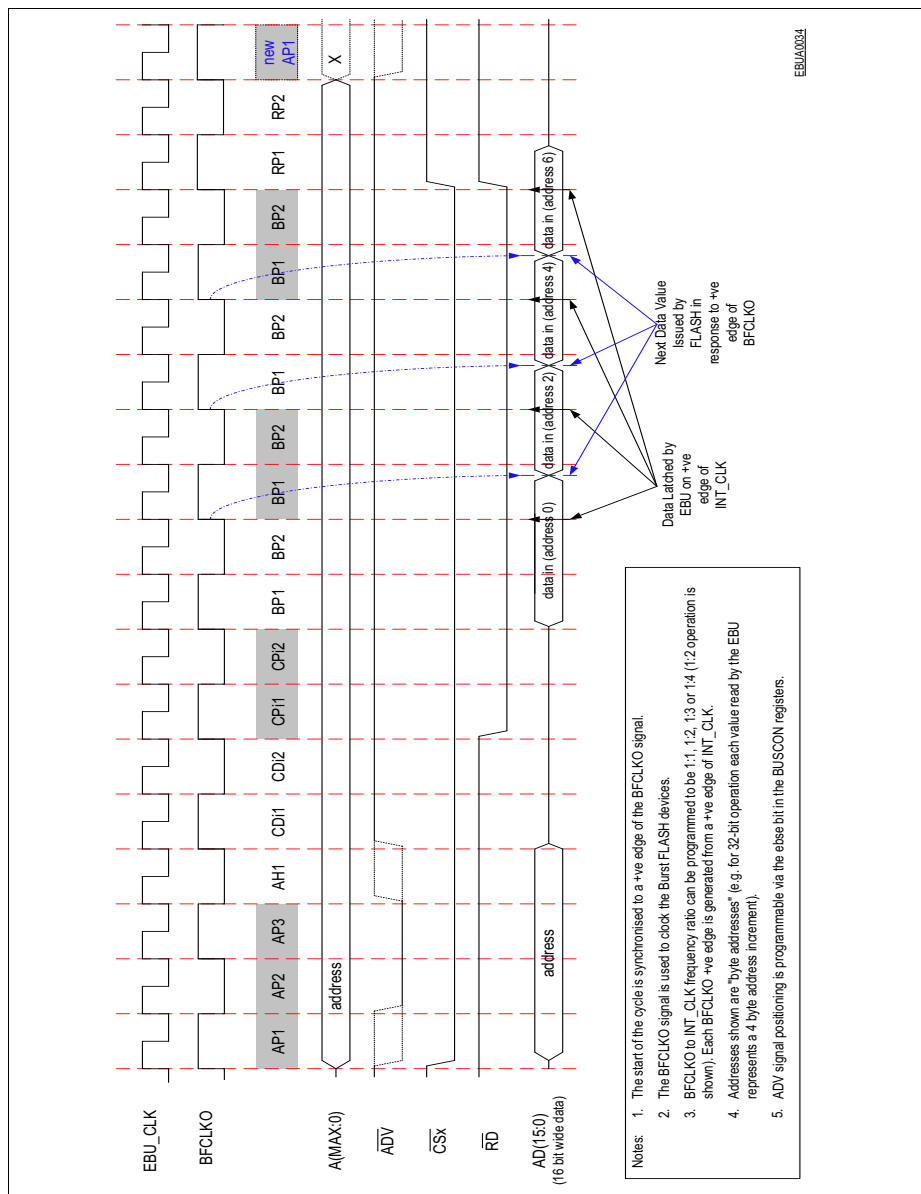 EBU_CLK
BFCLKO
AP1 AP2 AP3 AH1 CDi1 CDi2 CPi1 CPi2 BP1 BP2 BP1 BP2 BP1 BP2 BP1 BP2 RP1 RP2 new
AP1
A(MAX:0) address X
ADV
CSx
RD
AD(15:0)
(16 bit wide data)
address data in (address 0) data in (address 2) data in (address 4) data in (address 6)
Data Latched by
EBU on +ve
edge of
INT_CLK
Next Data Value
Issued by
FLASH in
response to +ve
edge of
BFCLKO
Notes: 1. The start of the cycle is synchronised to a +ve edge of the BFCLKO signal.
2. The BFCLKO signal is used to clock the Burst FLASH devices.
3. BFCLKO to INT_CLK frequency ratio can be programmed to be 1:1, 1:2, 1:3 or 1:4 (1:2 operation is
shown). Each BFCLKO +ve edge is generated from a +ve edge of INT_CLK.
4. Addresses shown are "byte addresses" (e.g. for 32-bit operation each value read by the EBU
represents a 4 byte address increment).
5. ADV signal positioning is programmable via the ebse bit in the BUSCON registers.
EBUA0034